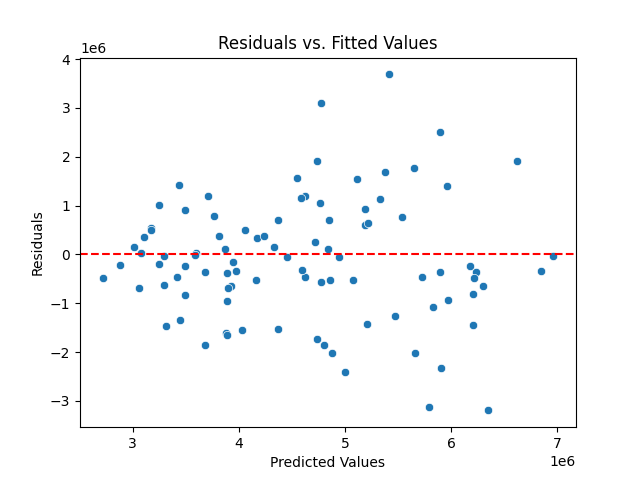 Residuals vs. Fitted Values
1e6
4
3
2
1
0
−1
−2
−3
Residuals
3 4 5 6 7
1e6
Predicted Values